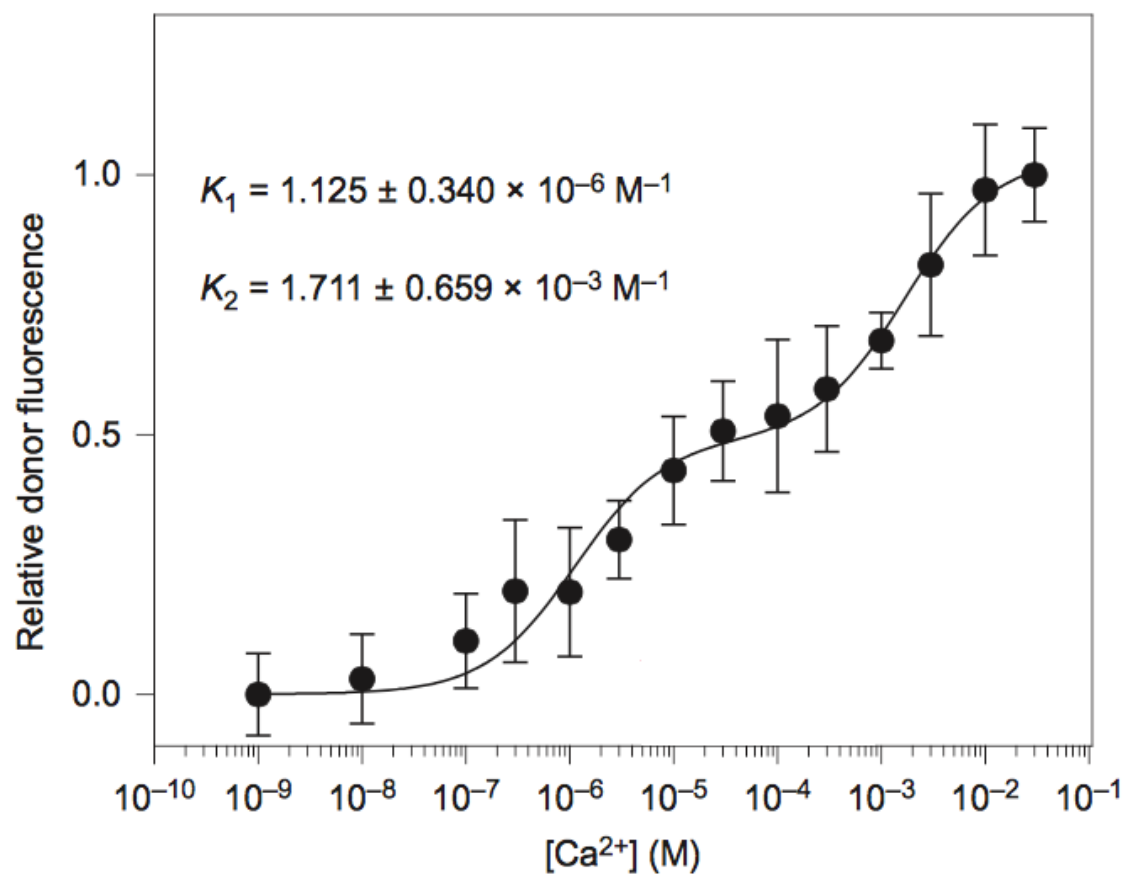 1.0
0.5
0.0
Relative donor fluorescence
K₁ = 1.125 ± 0.340 × 10⁻⁶ M⁻¹
K₂ = 1.711 ± 0.659 × 10⁻³ M⁻¹
10⁻¹⁰ 10⁻⁹ 10⁻⁸ 10⁻⁷ 10⁻⁶ 10⁻⁵ 10⁻⁴ 10⁻³ 10⁻² 10⁻¹
[Ca²⁺] (M)